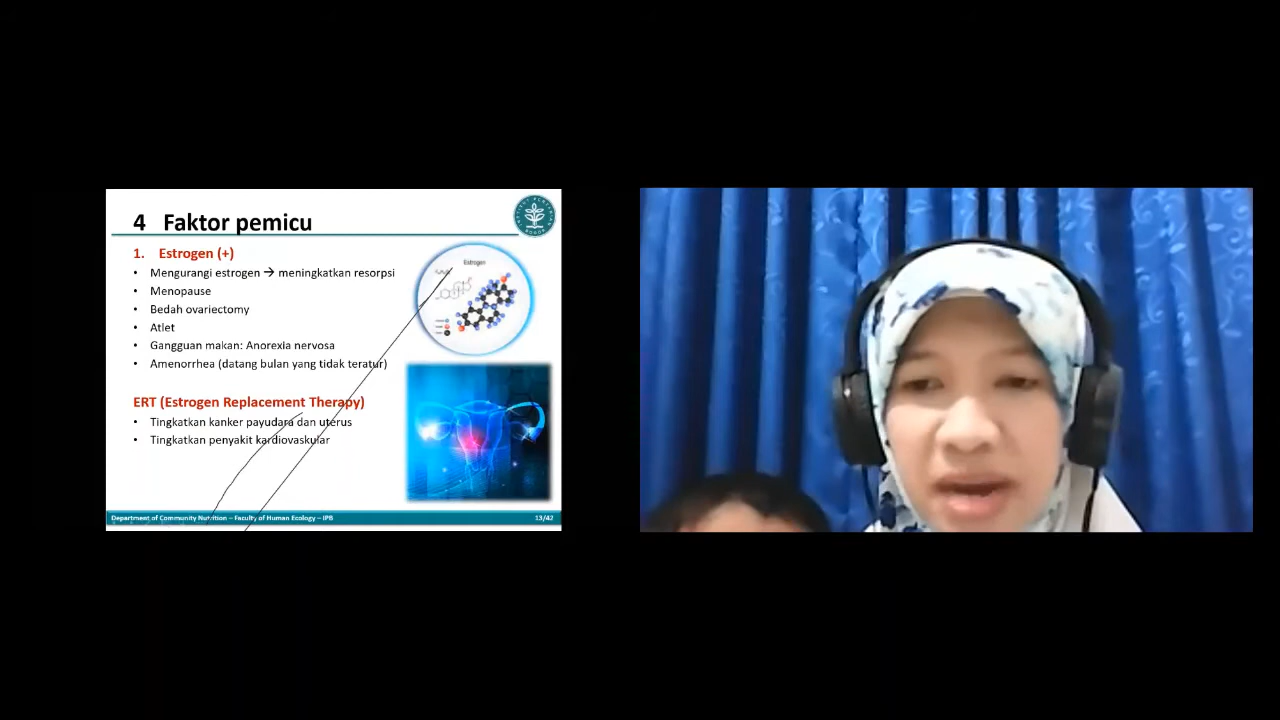 4 Faktor pemicu
1. Estrogen (+)
• Mengurangi estrogen → meningkatkan resorpsi
• Menopause
• Bedah ovariectomy
• Atlet
• Gangguan makan: Anorexia nervosa
• Amenorrhea (datang bulan yang tidak teratur)
ERT (Estrogen Replacement Therapy)
• Tingkatkan kanker payudara dan uterus
• Tingkatkan penyakit kardiovaskular
Estrogen
Department of Community Nutrition – Faculty of Human Ecology – IPB
13/42